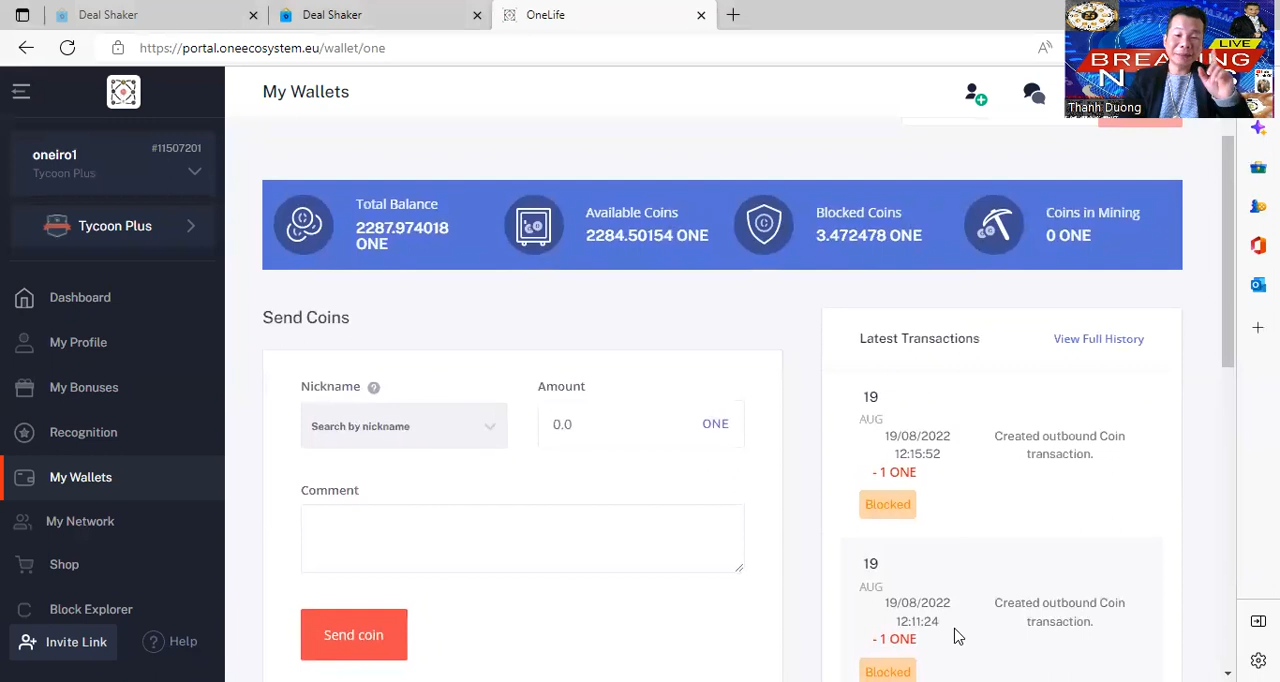 Deal Shaker
Deal Shaker
OneLife
https://portal.oneecosystem.eu/wallet/one
LIVE
BREAKING
Thanh Duong
My Wallets
oneiro1
#11507201
Tycoon Plus
Tycoon Plus
Dashboard
My Profile
My Bonuses
Recognition
My Wallets
My Network
Shop
Block Explorer
Invite Link
Help
Total Balance
2287.974018
ONE
Available Coins
2284.50154 ONE
Blocked Coins
3.472478 ONE
Coins in Mining
0 ONE
Send Coins
Nickname
Amount
Search by nickname
0.0 ONE
Comment
Send coin
Latest Transactions
View Full History
19
AUG
19/08/2022
12:15:52
- 1 ONE
Created outbound Coin
transaction.
Blocked
19
AUG
19/08/2022
12:11:24
- 1 ONE
Created outbound Coin
transaction.
Blocked